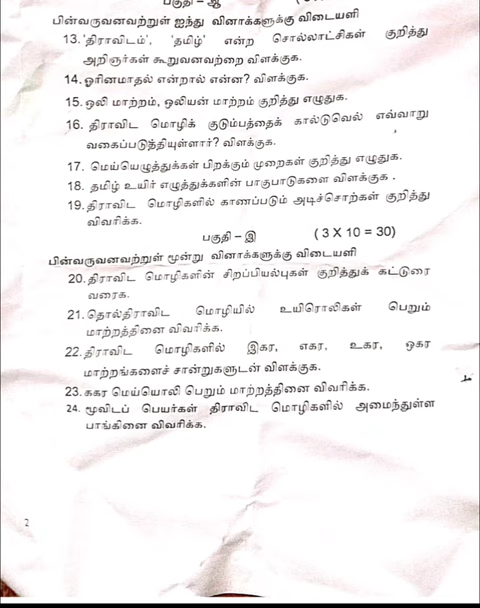 பகுதி – ஆ
பின்வருவனவற்றுள் ஐந்து வினாக்களுக்கு விடையளி
13. 'திராவிடம்', 'தமிழ்' என்ற சொல்லாட்சிகள் குறித்து
அறிஞர்கள் கூறுவனவற்றை விளக்குக.
14. ஓரினமாதல் என்றால் என்ன? விளக்குக.
15. ஒலி மாற்றம், ஒலியன் மாற்றம் குறித்து எழுதுக.
16. திராவிட மொழிக் குடும்பத்தைக் கால்டுவெல் எவ்வாறு
வகைப்படுத்தியுள்ளார்? விளக்குக.
17. மெய்யெழுத்துக்கள் பிறக்கும் முறைகள் குறித்து எழுதுக.
18. தமிழ் உயிர் எழுத்துக்களின் பாகுபாடுகளை விளக்குக .
19. திராவிட மொழிகளில் காணப்படும் அடிச்சொற்கள் குறித்து
விவரிக்க.
பகுதி – இ ( 3 X 10 = 30)
பின்வருவனவற்றுள் மூன்று வினாக்களுக்கு விடையளி
20. திராவிட மொழிகளின் சிறப்பியல்புகள் குறித்துக் கட்டுரை
வரைக.
21. தொல்திராவிட மொழியில் உயிரொலிகள் பெறும்
மாற்றத்தினை விவரிக்க.
22. திராவிட மொழிகளில் இகர, எகர, உகர, ஒகர
மாற்றங்களைச் சான்றுகளுடன் விளக்குக.
23. ககர மெய்யொலி பெறும் மாற்றத்தினை விவரிக்க.
24. மூவிடப் பெயர்கள் திராவிட மொழிகளில் அமைந்துள்ள
பாங்கினை விவரிக்க.
2